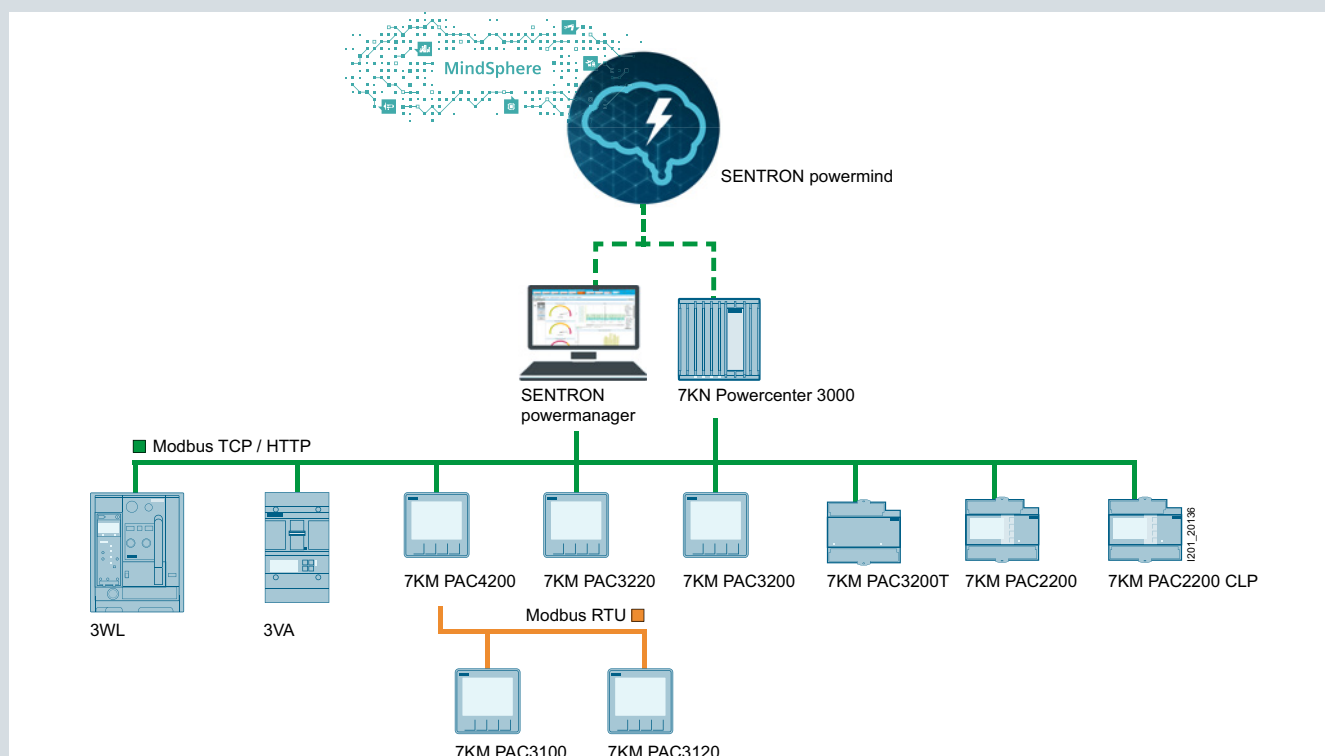 MindSphere
SENTRON powermind
SENTRON
powermanager
7KN Powercenter 3000
Modbus TCP / HTTP
7KM PAC4200
7KM PAC3220
7KM PAC3200
7KM PAC3200T
7KM PAC2200
7KM PAC2200 CLP
I201_20136
3WL
3VA
Modbus RTU
7KM PAC3100
7KM PAC3120